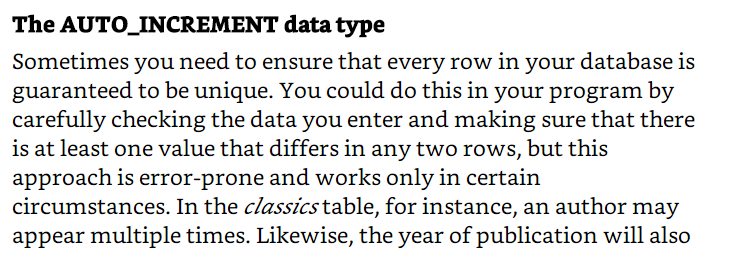 The AUTO_INCREMENT data type
Sometimes you need to ensure that every row in your database is
guaranteed to be unique. You could do this in your program by
carefully checking the data you enter and making sure that there
is at least one value that differs in any two rows, but this
approach is error-prone and works only in certain
circumstances. In the classics table, for instance, an author may
appear multiple times. Likewise, the year of publication will also